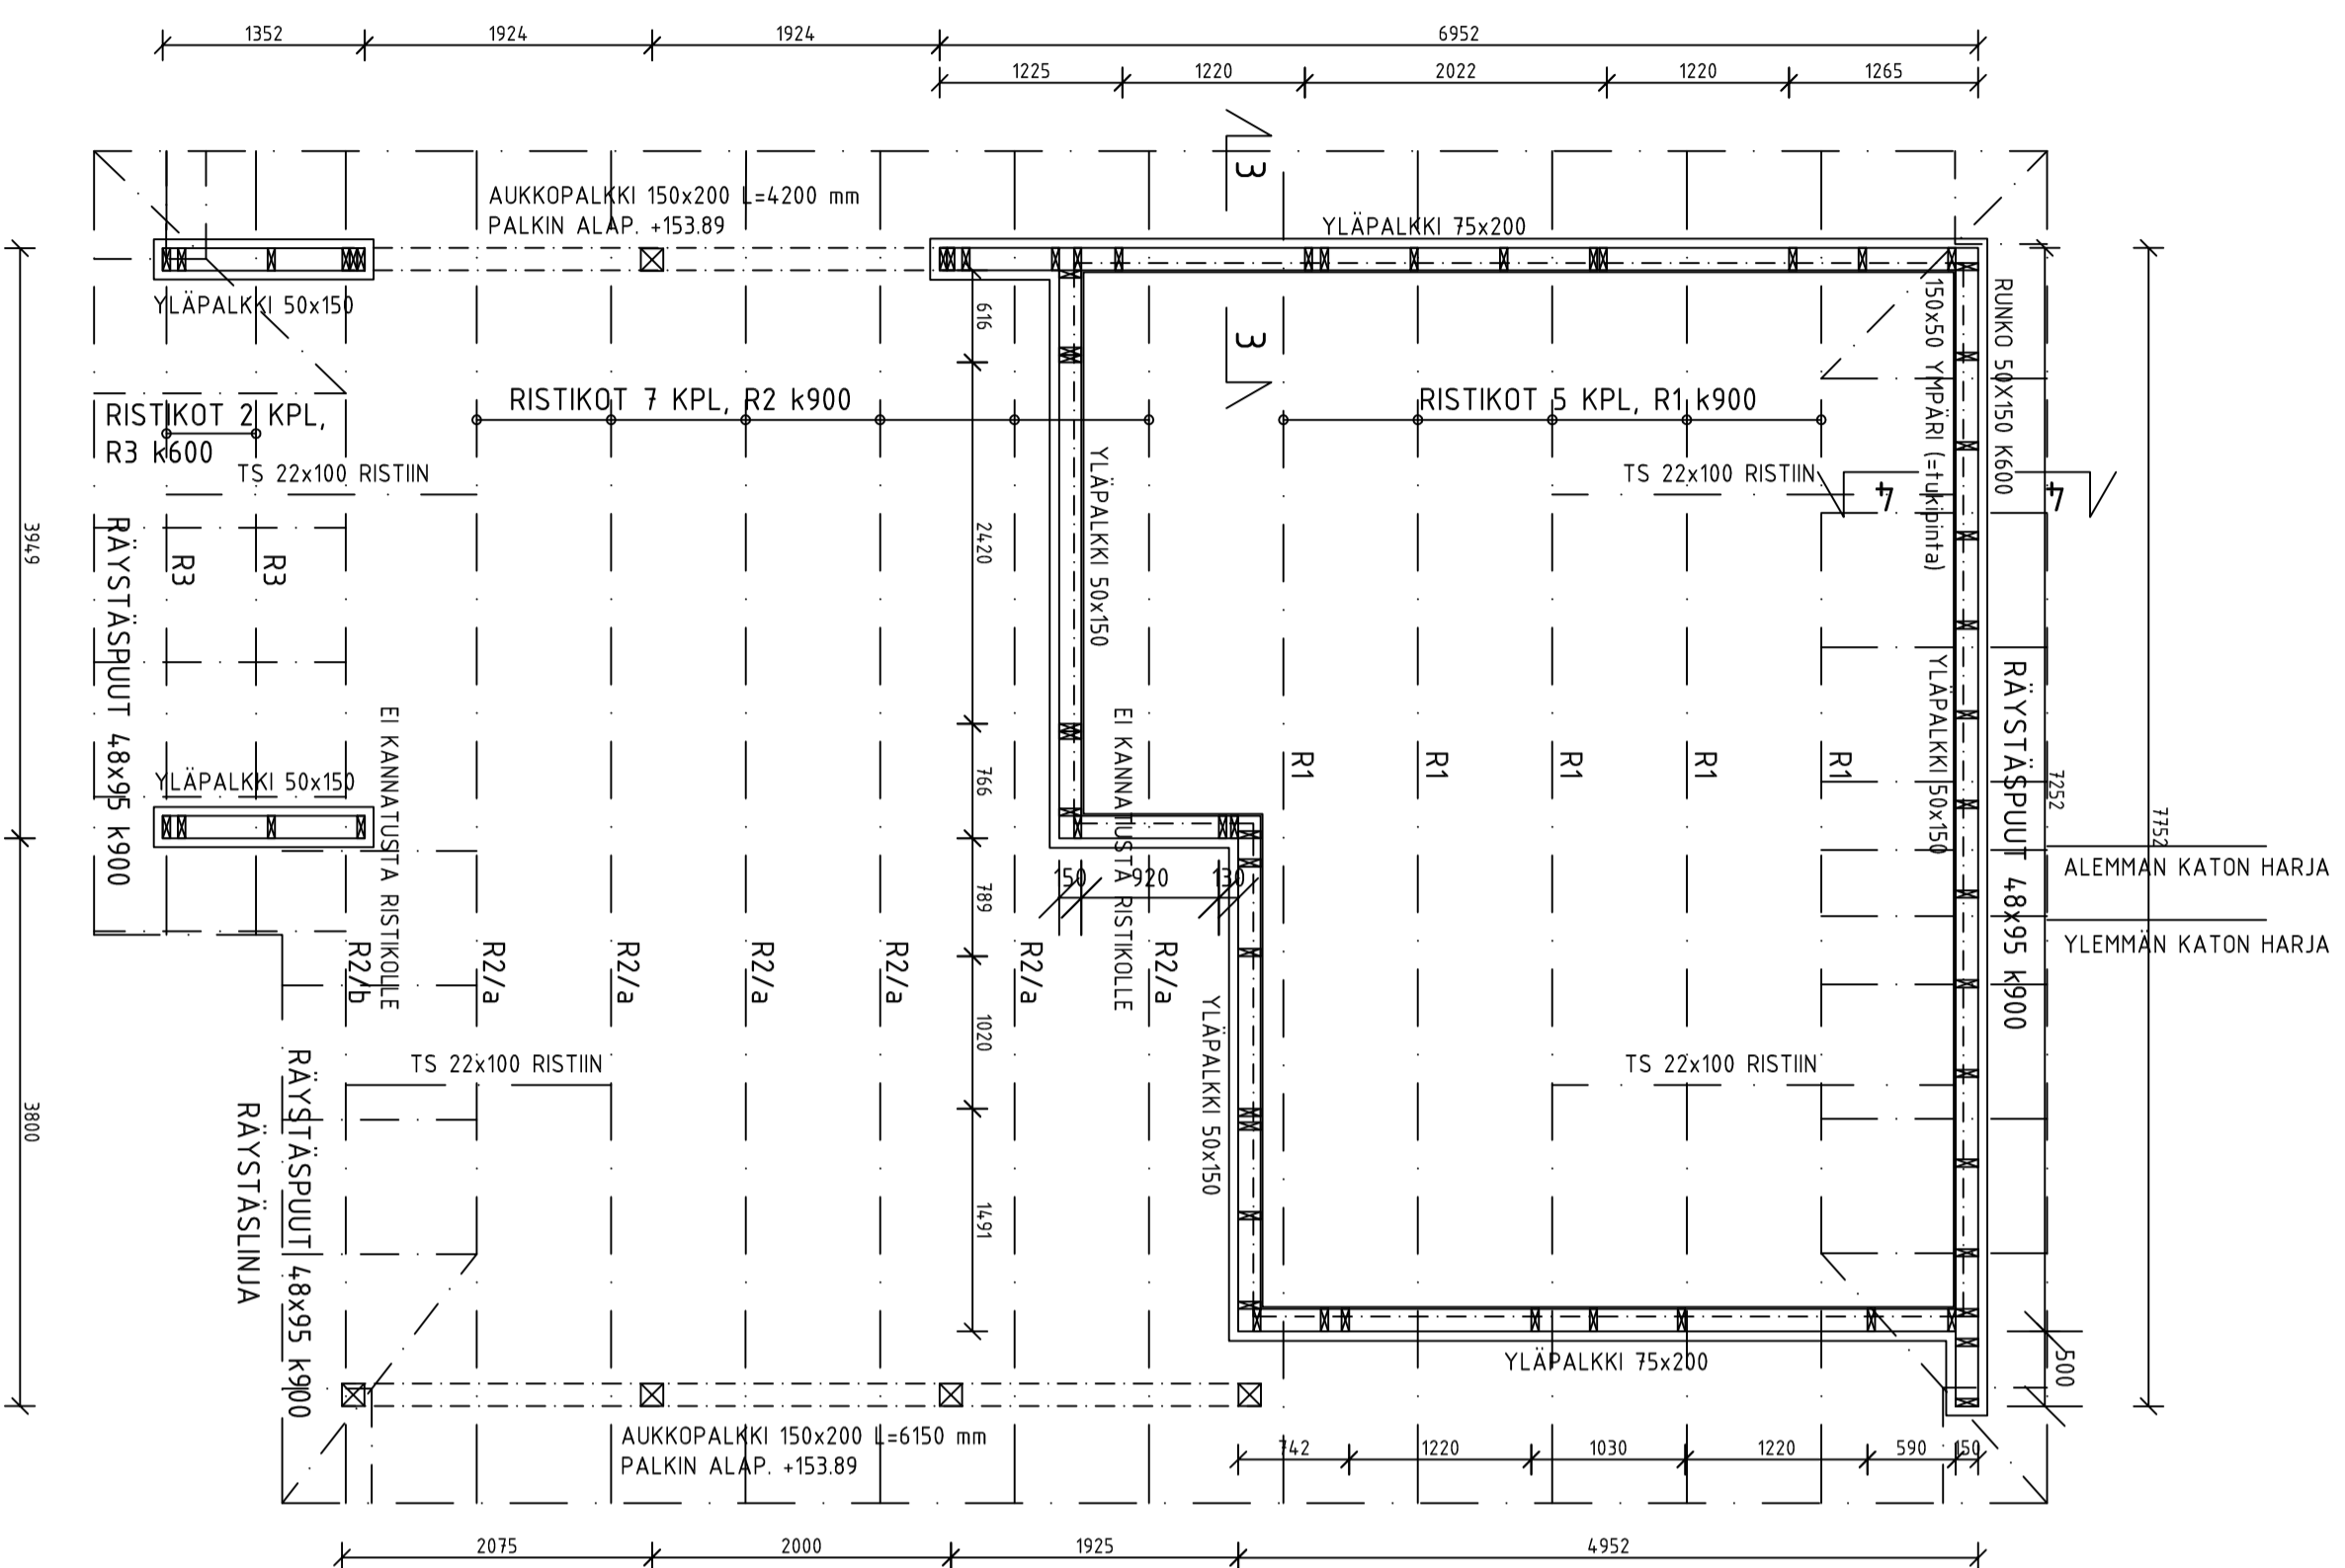 1352
1924
1924
6952
1225
1220
2022
1220
1265
3
AUKKOPALKKI 150x200 L=4200 mm
PALKIN ALAP. +153.89
YLÄPALKKI 75x200
YLÄPALKKI 50x150
616
3
RUNKO 50X150 K600
150x50 YMPÄRI (=tukipinta)
RISTIKOT 2 KPL,
R3 k600
RISTIKOT 7 KPL, R2 k900
RISTIKOT 5 KPL, R1 k900
TS 22x100 RISTIIN
TS 22x100 RISTIIN
4
4
3949
RÄYSTÄSPUUT 48x95 k900
R3
R3
2420
YLÄPALKKI 50x150
YLÄPALKKI 50x150
RÄYSTÄSPUUT 48x95 k900
7252
7752
R1
R1
R1
R1
R1
YLÄPALKKI 50x150
EI KANNATUSTA RISTIKOLLE
766
EI KANNATUSTA RISTIKOLLE
ALEMMAN KATON HARJA
YLEMMÄN KATON HARJA
150
920
130
789
R2/b
R2/a
R2/a
R2/a
R2/a
R2/a
R2/a
1020
YLÄPALKKI 50x150
TS 22x100 RISTIIN
TS 22x100 RISTIIN
3800
RÄYSTÄSLINJA
RÄYSTÄSPUUT 48x95 k900
1491
YLÄPALKKI 75x200
500
AUKKOPALKKI 150x200 L=6150 mm
PALKIN ALAP. +153.89
742
1220
1030
1220
590
150
2075
2000
1925
4952